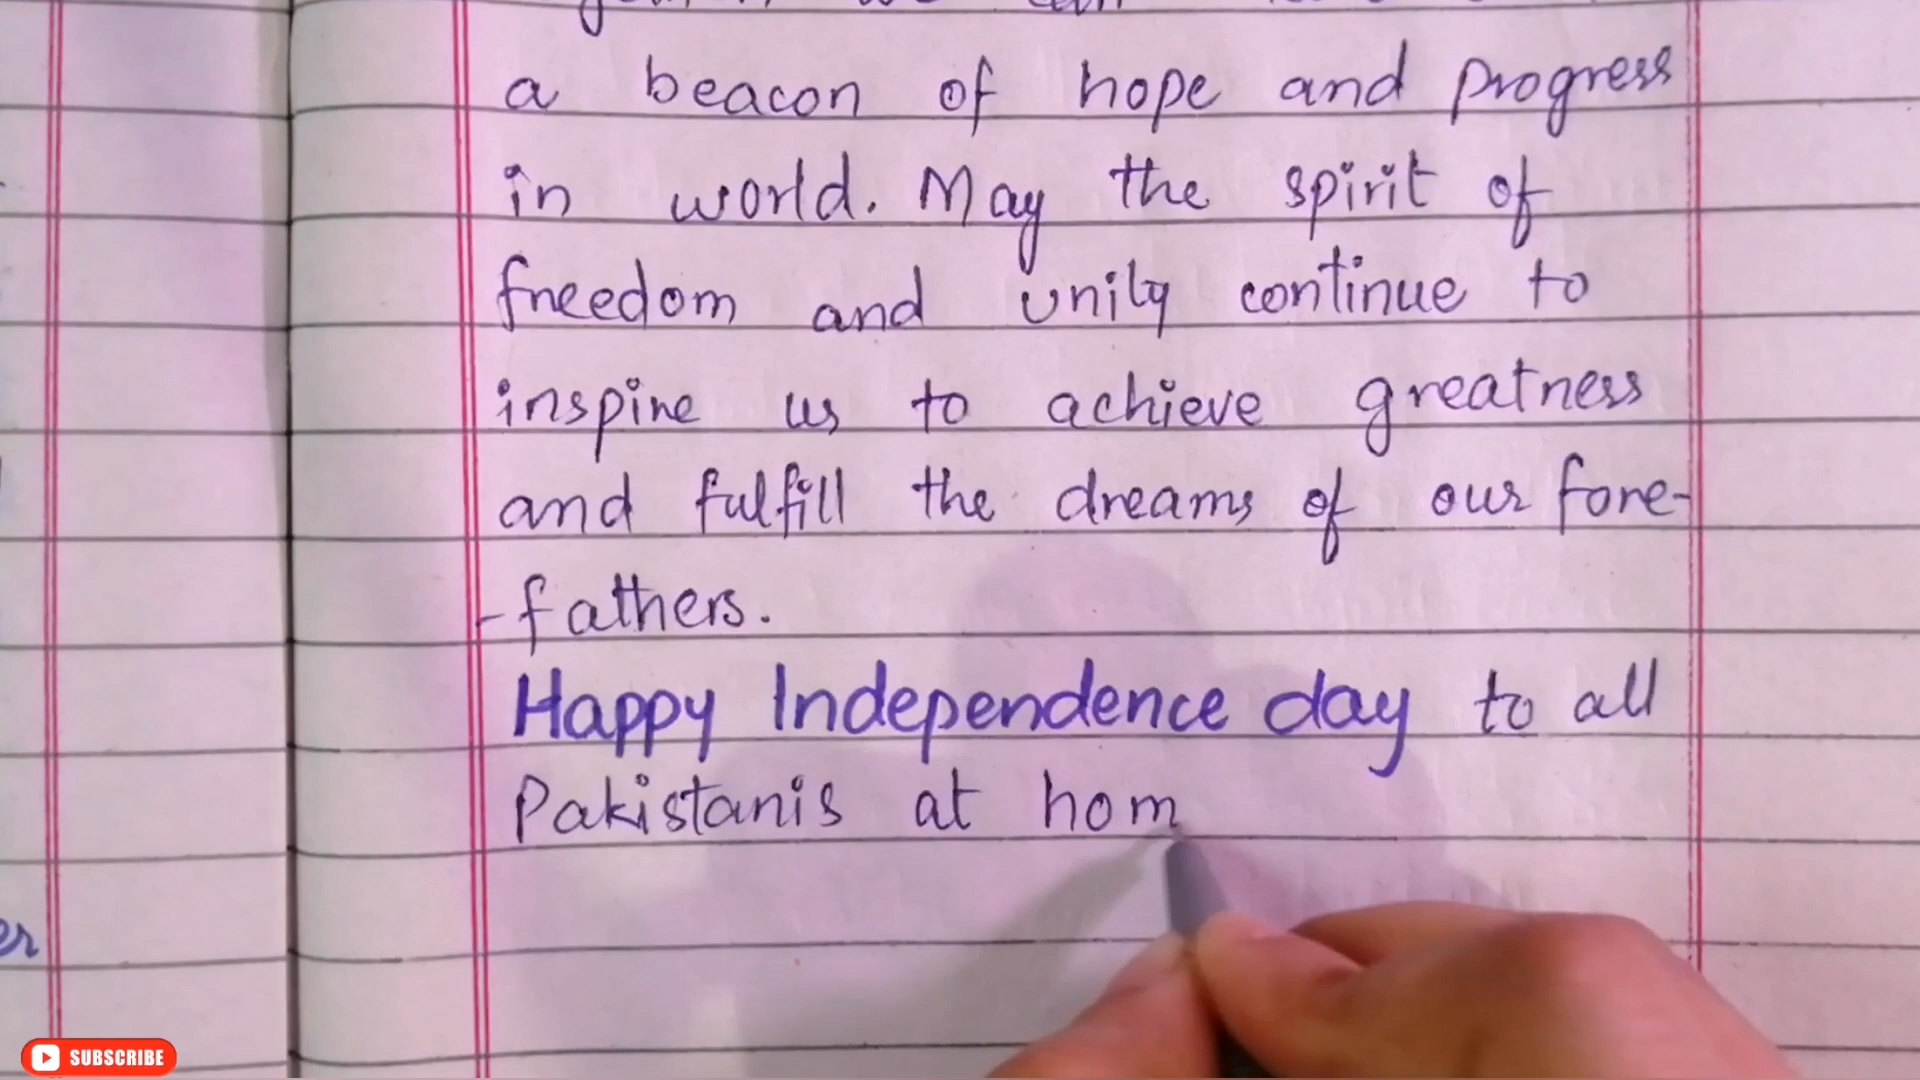 a beacon of hope and progress
in world. May the spirit of
freedom and unity continue to
inspire us to achieve greatness
and fulfill the dreams of our fore-
-fathers.
Happy Independence day to all
Pakistanis at hom
er
SUBSCRIBE